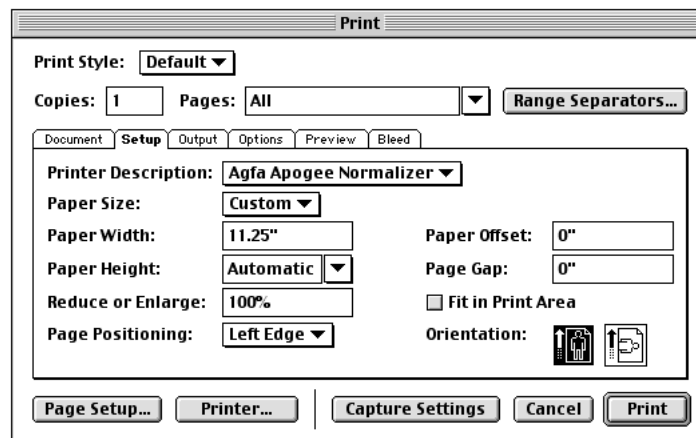 Print
Print Style: Default
Copies: 1 Pages: All Range Separators...
Document Setup Output Options Preview Bleed
Printer Description: Agfa Apogee Normalizer
Paper Size: Custom
Paper Width: 11.25" Paper Offset: 0"
Paper Height: Automatic Page Gap: 0"
Reduce or Enlarge: 100% Fit in Print Area
Page Positioning: Left Edge Orientation:
Page Setup... Printer... Capture Settings Cancel Print